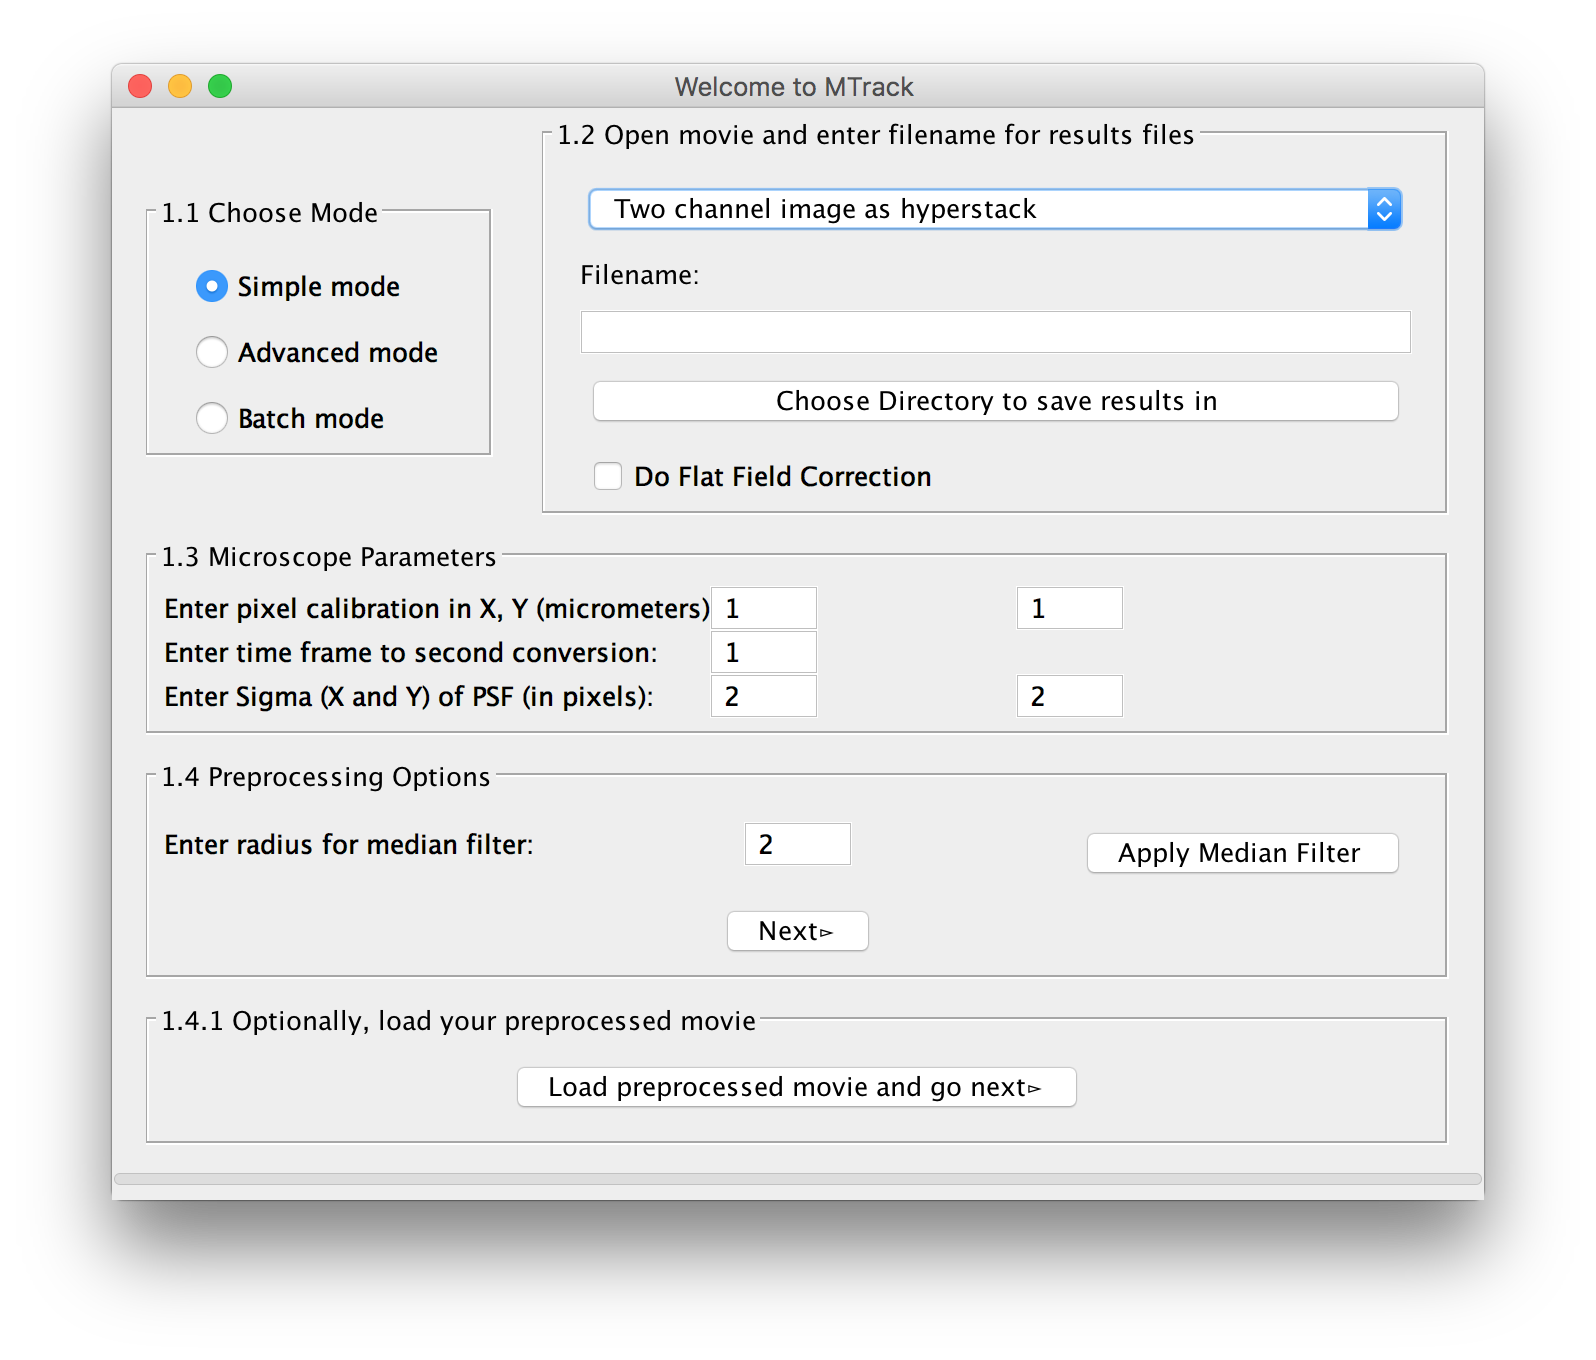 Welcome to MTrack
1.1 Choose Mode
Simple mode
Advanced mode
Batch mode
1.2 Open movie and enter filename for results files
Two channel image as hyperstack
Filename:
Choose Directory to save results in
Do Flat Field Correction
1.3 Microscope Parameters
Enter pixel calibration in X, Y (micrometers) 1 1
Enter time frame to second conversion: 1
Enter Sigma (X and Y) of PSF (in pixels): 2 2
1.4 Preprocessing Options
Enter radius for median filter: 2 Apply Median Filter
Next▻
1.4.1 Optionally, load your preprocessed movie
Load preprocessed movie and go next▻